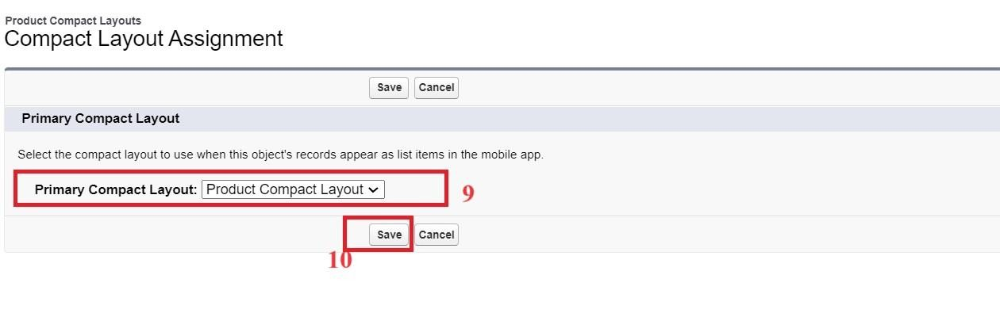 Product Compact Layouts
Compact Layout Assignment
Save Cancel
Primary Compact Layout
Select the compact layout to use when this object's records appear as list items in the mobile app.
Primary Compact Layout: Product Compact Layout 9
Save Cancel
10